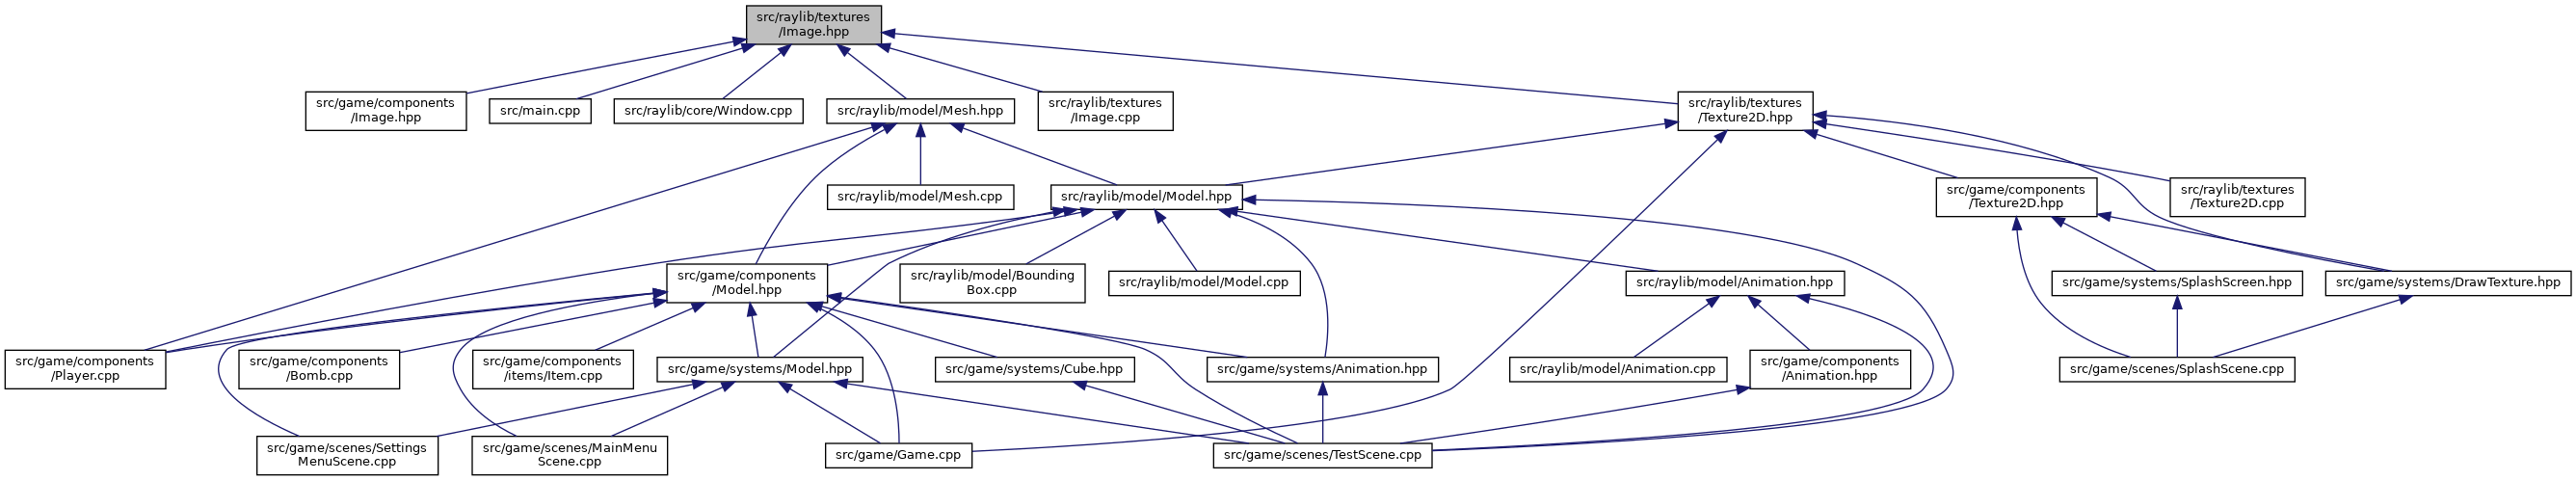 src/raylib/textures
/Image.hpp
src/game/components
/Image.hpp
src/main.cpp
src/raylib/core/Window.cpp
src/raylib/model/Mesh.hpp
src/raylib/textures
/Image.cpp
src/raylib/textures
/Texture2D.hpp
src/raylib/model/Mesh.cpp
src/raylib/model/Model.hpp
src/game/components
/Texture2D.hpp
src/raylib/textures
/Texture2D.cpp
src/game/components
/Model.hpp
src/raylib/model/Bounding
Box.cpp
src/raylib/model/Model.cpp
src/raylib/model/Animation.hpp
src/game/systems/SplashScreen.hpp
src/game/systems/DrawTexture.hpp
src/game/components
/Player.cpp
src/game/components
/Bomb.cpp
src/game/components
/items/Item.cpp
src/game/systems/Model.hpp
src/game/systems/Cube.hpp
src/game/systems/Animation.hpp
src/raylib/model/Animation.cpp
src/game/components
/Animation.hpp
src/game/scenes/SplashScene.cpp
src/game/scenes/Settings
MenuScene.cpp
src/game/scenes/MainMenu
Scene.cpp
src/game/Game.cpp
src/game/scenes/TestScene.cpp